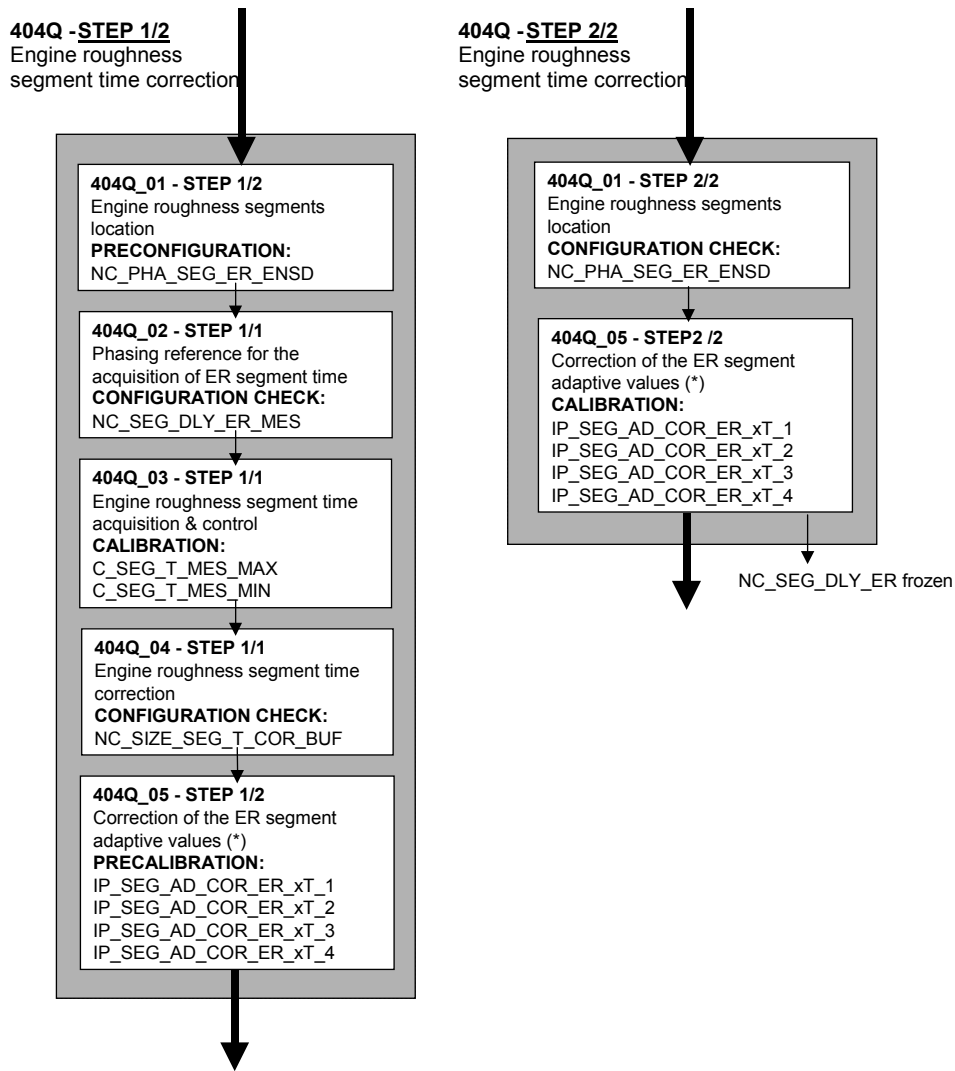 404Q -STEP 1/2
Engine roughness
segment time correction
404Q_01 - STEP 1/2
Engine roughness segments
location
PRECONFIGURATION:
NC_PHA_SEG_ER_ENSD
404Q_02 - STEP 1/1
Phasing reference for the
acquisition of ER segment time
CONFIGURATION CHECK:
NC_SEG_DLY_ER_MES
404Q_03 - STEP 1/1
Engine roughness segment time
acquisition & control
CALIBRATION:
C_SEG_T_MES_MAX
C_SEG_T_MES_MIN
404Q_04 - STEP 1/1
Engine roughness segment time
correction
CONFIGURATION CHECK:
NC_SIZE_SEG_T_COR_BUF
404Q_05 - STEP 1/2
Correction of the ER segment
adaptive values (*)
PRECALIBRATION:
IP_SEG_AD_COR_ER_xT_1
IP_SEG_AD_COR_ER_xT_2
IP_SEG_AD_COR_ER_xT_3
IP_SEG_AD_COR_ER_xT_4
404Q -STEP 2/2
Engine roughness
segment time correction
404Q_01 - STEP 2/2
Engine roughness segments
location
CONFIGURATION CHECK:
NC_PHA_SEG_ER_ENSD
404Q_05 - STEP2 /2
Correction of the ER segment
adaptive values (*)
CALIBRATION:
IP_SEG_AD_COR_ER_xT_1
IP_SEG_AD_COR_ER_xT_2
IP_SEG_AD_COR_ER_xT_3
IP_SEG_AD_COR_ER_xT_4
NC_SEG_DLY_ER frozen